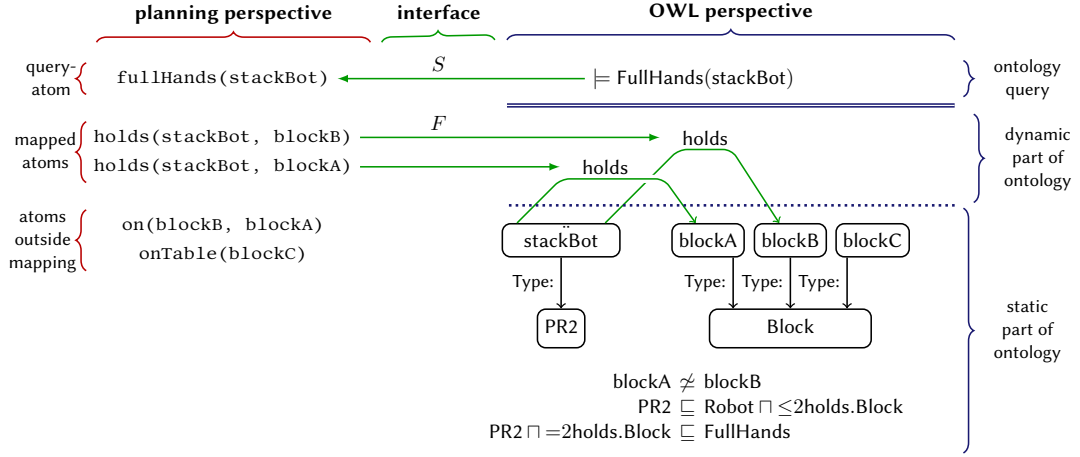 planning perspective interface OWL perspective
query-
atom
fullHands(stackBot)
S
⊨ FullHands(stackBot)
ontology
query
mapped
atoms
holds(stackBot, blockB)
holds(stackBot, blockA)
F
holds
holds
dynamic
part of
ontology
atoms
outside
mapping
on(blockB, blockA)
onTable(blockC)
stackBot blockA blockB blockC
Type: Type: Type: Type:
PR2 Block
static
part of
ontology
blockA ≄ blockB
PR2 ⊑ Robot ⊓ ≤2holds.Block
PR2 ⊓ =2holds.Block ⊑ FullHands